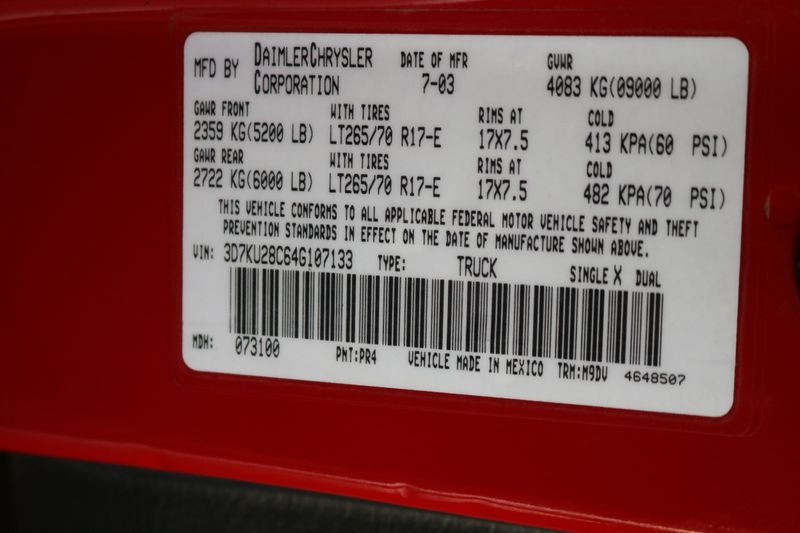 MFD BY DAIMLERCHRYSLER CORPORATION DATE OF MFR 7-03 GVWR 4083 KG(09000 LB)
GAWR FRONT WITH TIRES RIMS AT COLD
2359 KG(5200 LB) LT265/70 R17-E 17X7.5 413 KPA(60 PSI)
GAWR REAR WITH TIRES RIMS AT COLD
2722 KG(6000 LB) LT265/70 R17-E 17X7.5 482 KPA(70 PSI)
THIS VEHICLE CONFORMS TO ALL APPLICABLE FEDERAL MOTOR VEHICLE SAFETY AND THEFT
PREVENTION STANDARDS IN EFFECT ON THE DATE OF MANUFACTURE SHOWN ABOVE.
VIN: 3D7KU28C64G107133 TYPE: TRUCK SINGLE X DUAL
MDH: 073100 PNT:PR4 VEHICLE MADE IN MEXICO TRM:M9DV 4648507